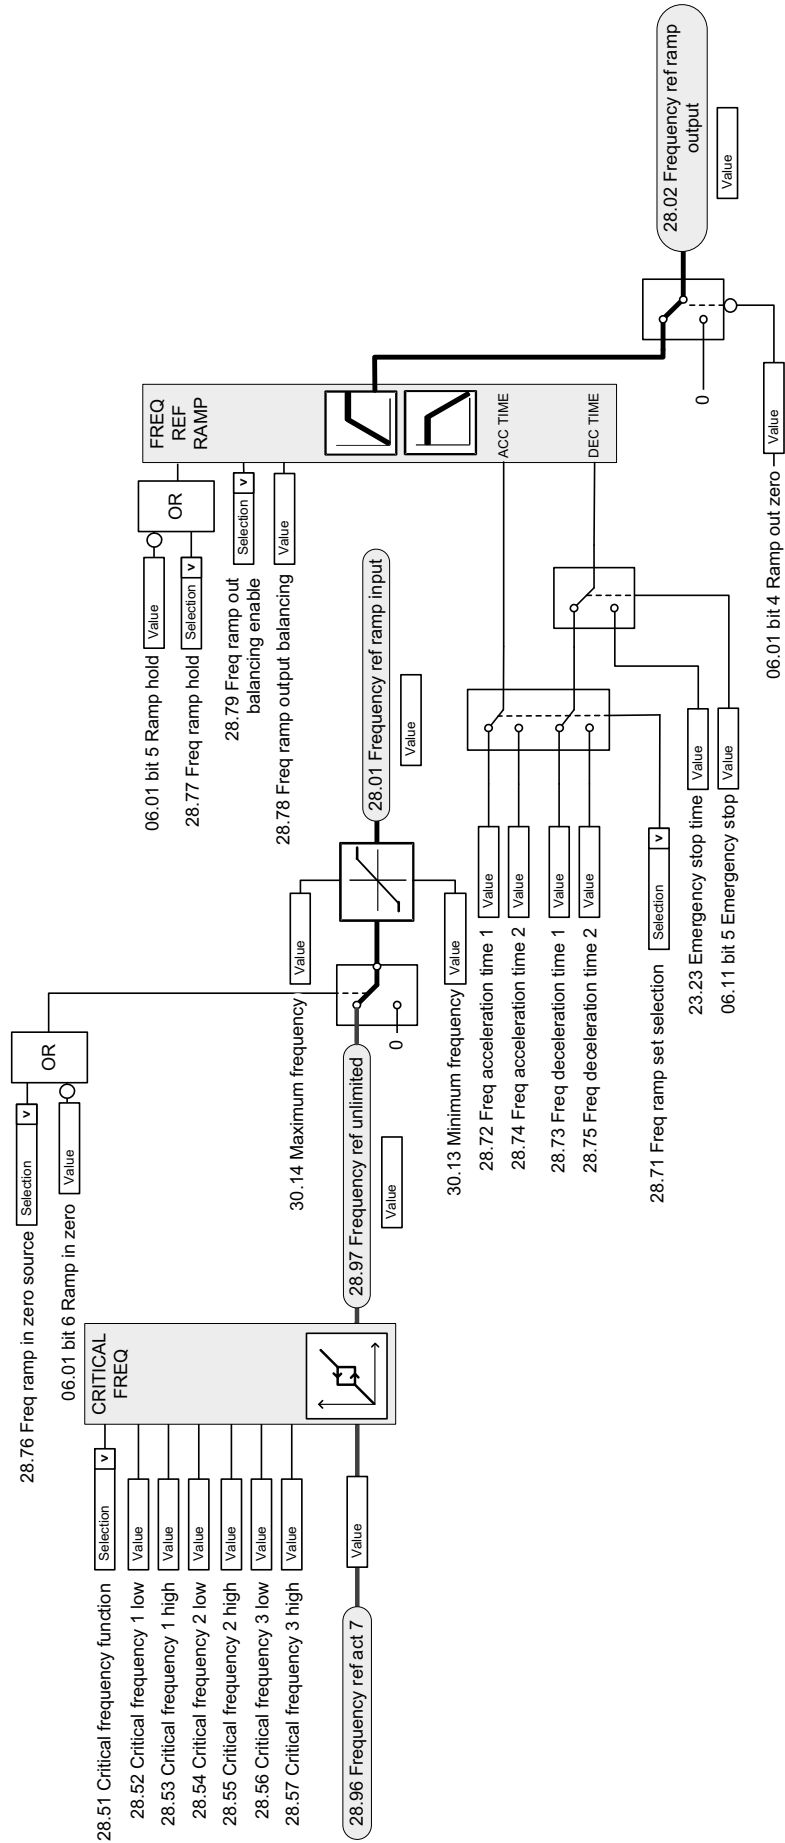 28.51 Critical frequency function
Selection
v
28.52 Critical frequency 1 low
Value
28.53 Critical frequency 1 high
Value
28.54 Critical frequency 2 low
Value
28.55 Critical frequency 2 high
Value
28.56 Critical frequency 3 low
Value
28.57 Critical frequency 3 high
Value
28.96 Frequency ref act 7
Value
CRITICAL
FREQ
28.76 Freq ramp in zero source
Selection
v
06.01 bit 6 Ramp in zero
Value
OR
28.97 Frequency ref unlimited
Value
0
30.14 Maximum frequency
Value
30.13 Minimum frequency
Value
28.01 Frequency ref ramp input
Value
06.01 bit 5 Ramp hold
Value
28.77 Freq ramp hold
Selection
v
OR
28.79 Freq ramp out
balancing enable
Selection
v
28.78 Freq ramp output balancing
Value
FREQ
REF
RAMP
ACC TIME
DEC TIME
28.72 Freq acceleration time 1
Value
28.74 Freq acceleration time 2
Value
28.73 Freq deceleration time 1
Value
28.75 Freq deceleration time 2
Value
28.71 Freq ramp set selection
Selection
v
23.23 Emergency stop time
Value
06.11 bit 5 Emergency stop
Value
06.01 bit 4 Ramp out zero
Value
0
28.02 Frequency ref ramp
output
Value